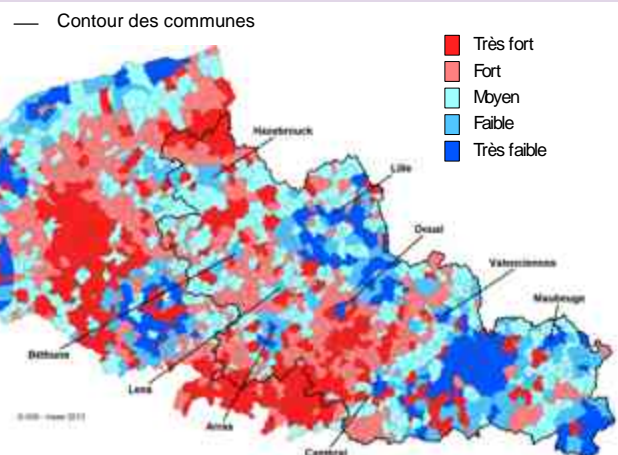 Contour des communes
Très fort
Fort
Moyen
Faible
Très faible
Hazebrouck
Lille
Douai
Valenciennes
Maubeuge
Béthune
Lens
Arras
Cambrai